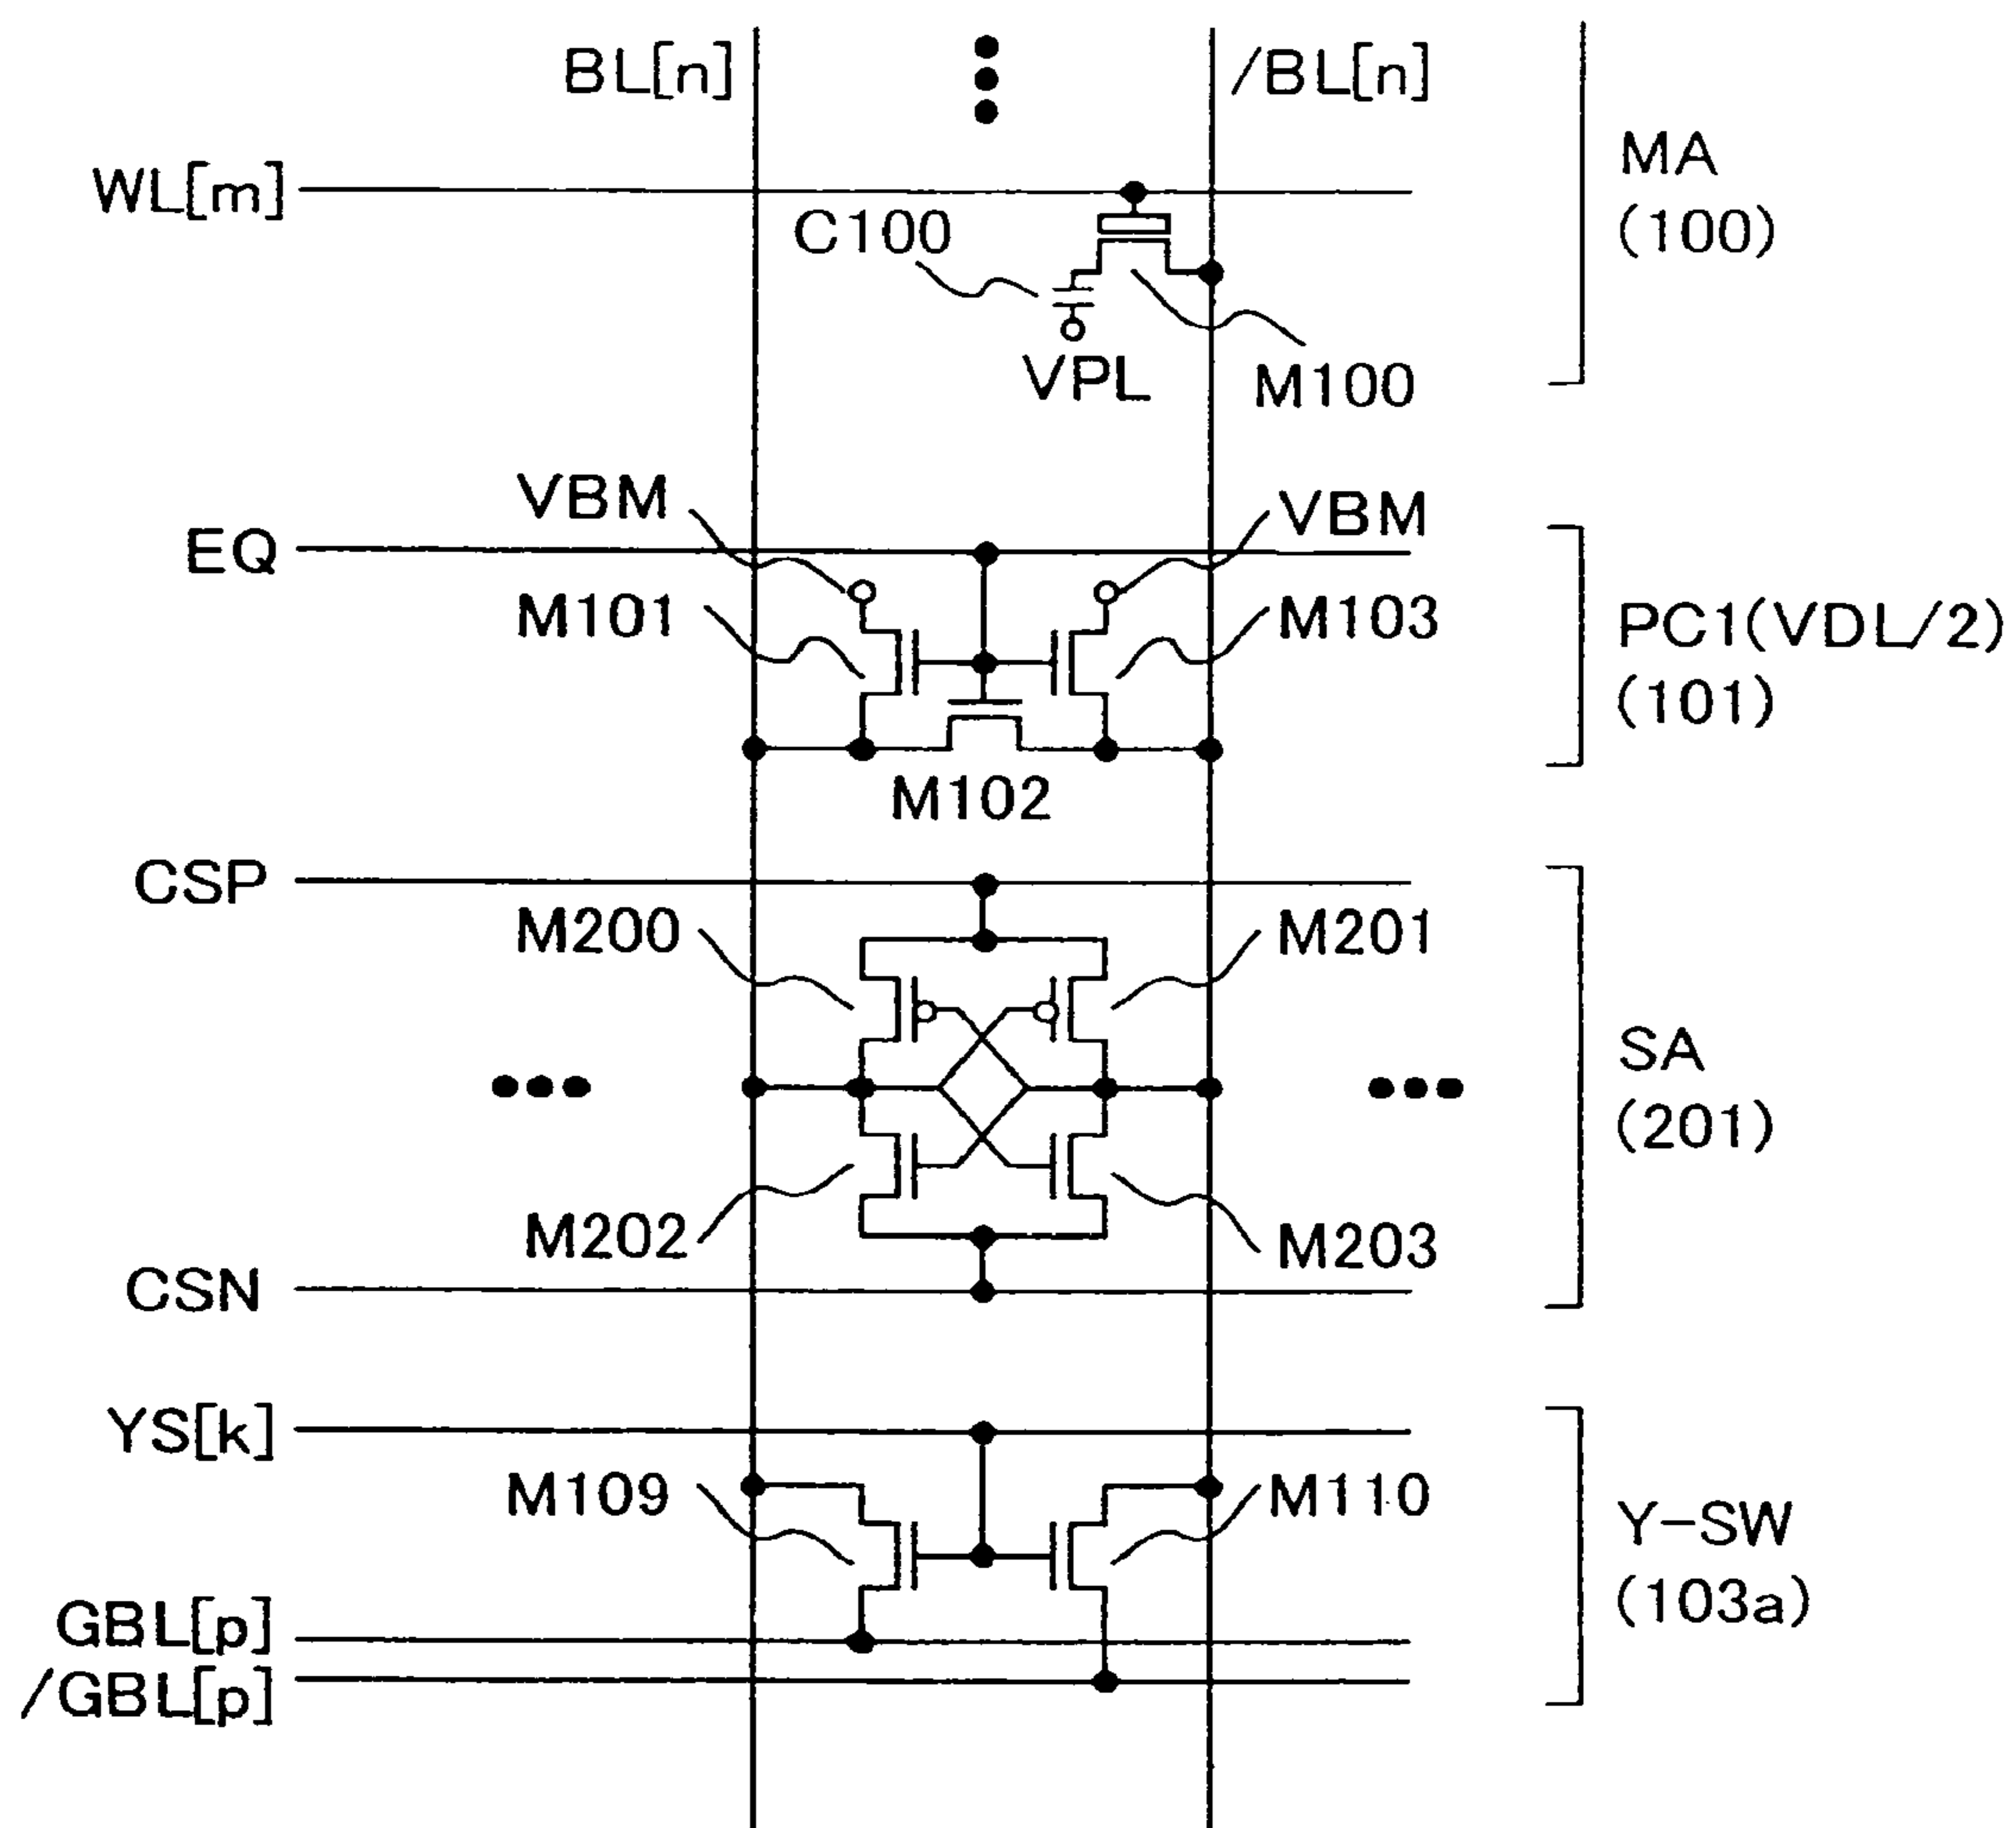 BL[n]
/BL[n]
WL[m]
C100
VPL
M100
MA
(100)
VBM
VBM
EQ
M101
M103
M102
PC1(VDL/2)
(101)
CSP
M200
M201
SA
(201)
M202
M203
CSN
YS[k]
M109
M110
Y-SW
(103a)
GBL[p]
/GBL[p]